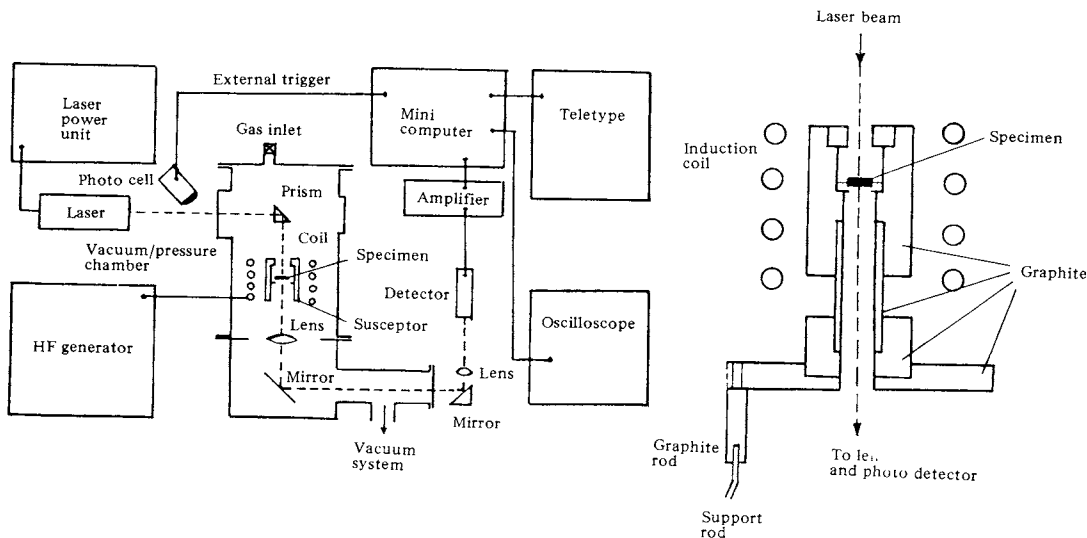 Laser
power
unit
External trigger
Mini
computer
Teletype
Gas inlet
Photo cell
Prism
Amplifier
Laser
Coil
Vacuum/pressure
chamber
Specimen
Detector
Susceptor
HF generator
Lens
Oscilloscope
Mirror
Lens
Mirror
Vacuum
system
Laser beam
Induction
coil
Specimen
Graphite
Graphite
rod
To
and photo detector
Support
rod